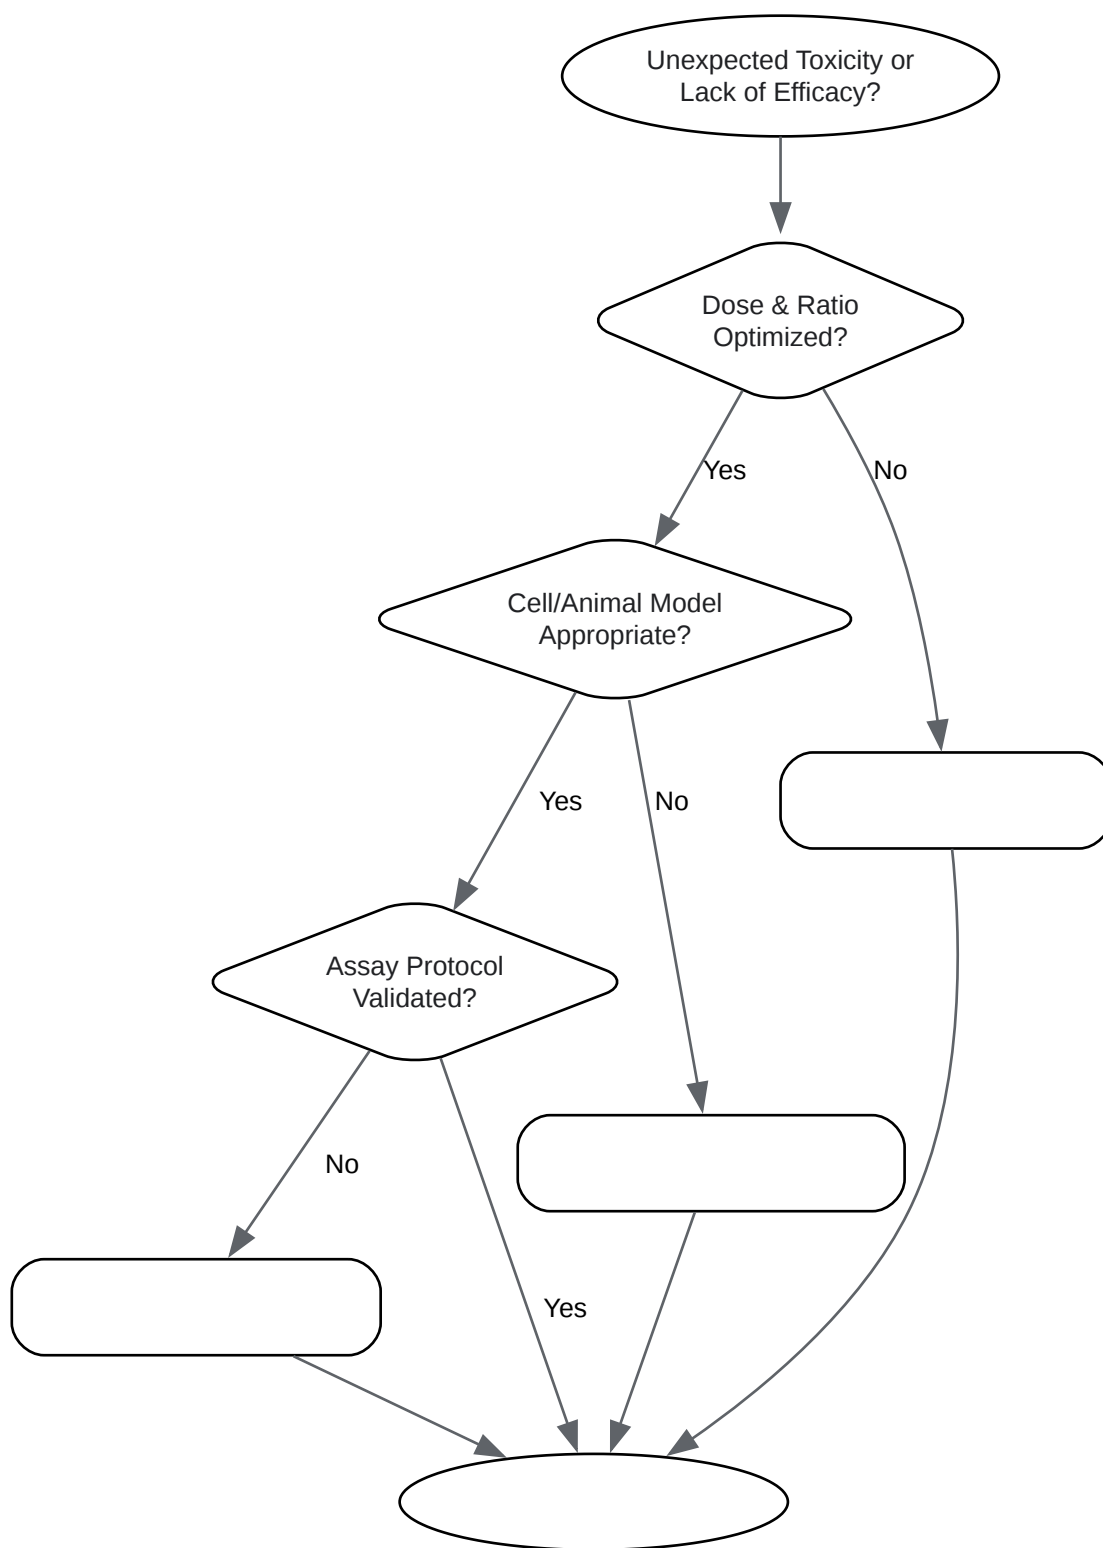 Unexpected Toxicity or
Lack of Efficacy?
Dose & Ratio
Optimized?
Yes
No
Cell/Animal Model
Appropriate?
Yes
No
Assay Protocol
Validated?
No
Yes